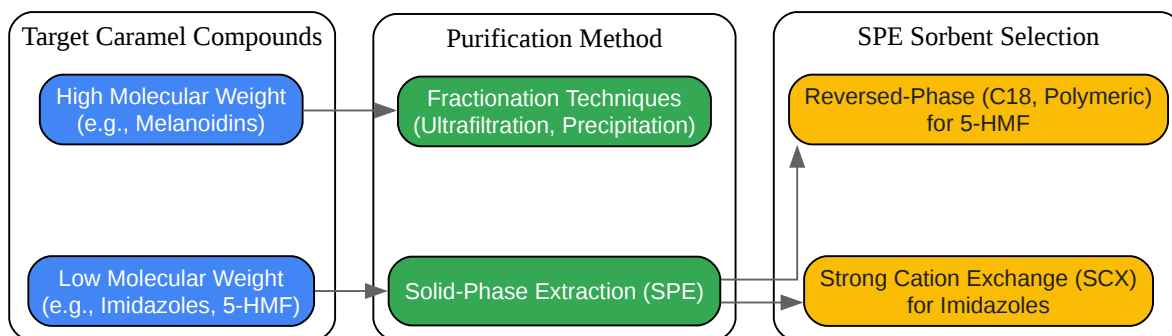 Target Caramel Compounds
High Molecular Weight
(e.g., Melanoidins)
Low Molecular Weight
(e.g., Imidazoles, 5-HMF)
Purification Method
Fractionation Techniques
(Ultrafiltration, Precipitation)
Solid-Phase Extraction (SPE)
SPE Sorbent Selection
Reversed-Phase (C18, Polymeric)
for 5-HMF
Strong Cation Exchange (SCX)
for Imidazoles